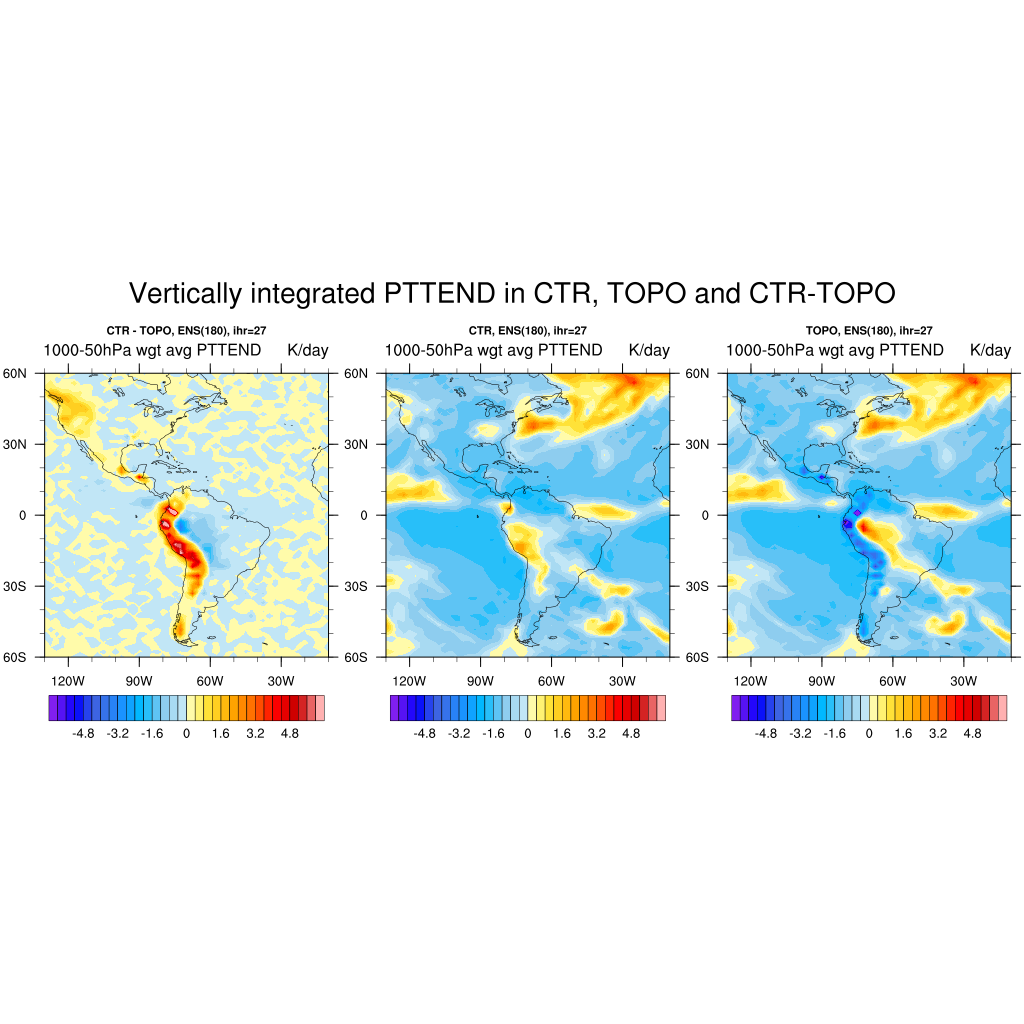 Vertically integrated PTTEND in CTR, TOPO and CTR-TOPO
CTR - TOPO, ENS(180), ihr=27
1000-50hPa wgt avg PTTEND K/day
60N
30N
0
30S
60S
120W 90W 60W 30W
-4.8 -3.2 -1.6 0 1.6 3.2 4.8
CTR, ENS(180), ihr=27
1000-50hPa wgt avg PTTEND K/day
60N
30N
0
30S
60S
120W 90W 60W 30W
-4.8 -3.2 -1.6 0 1.6 3.2 4.8
TOPO, ENS(180), ihr=27
1000-50hPa wgt avg PTTEND K/day
60N
30N
0
30S
60S
120W 90W 60W 30W
-4.8 -3.2 -1.6 0 1.6 3.2 4.8